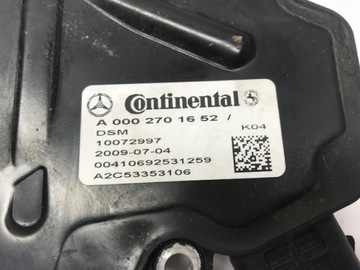 Continental
A 000 270 16 52 /
DSM
K04
10072997
2009-07-04
00410692531259
A2C53353106